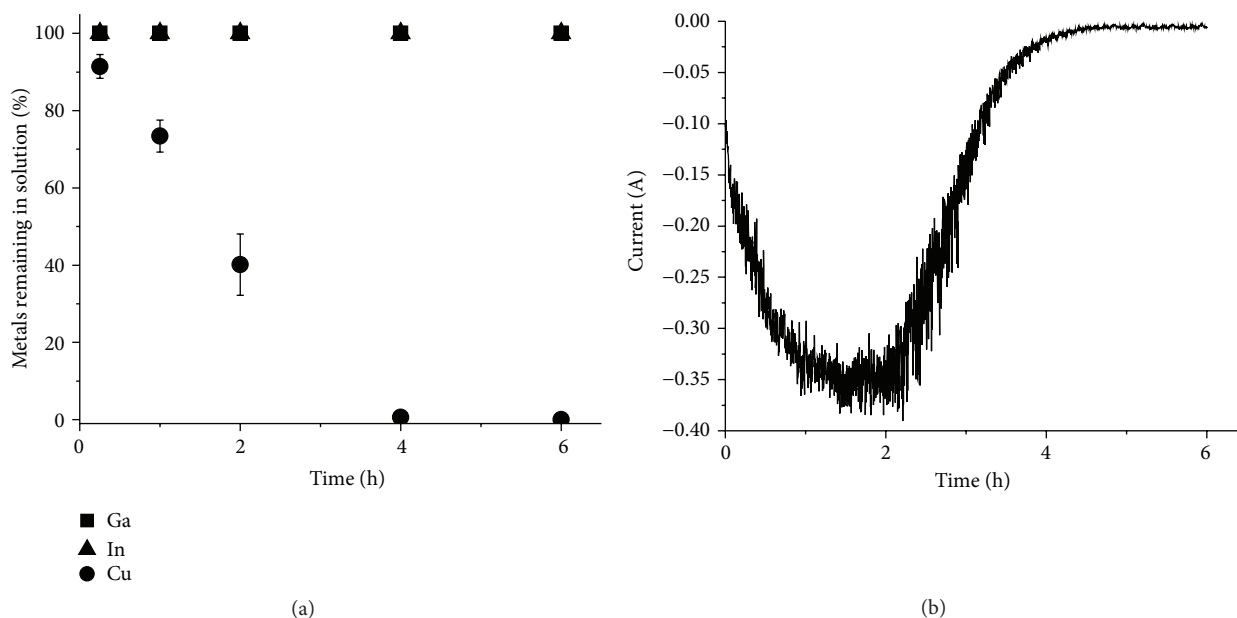 Metals remaining in solution (%)
100
80
60
40
20
0
0
2
4
6
Time (h)
Ga
In
Cu
(a)
Current (A)
0.00
−0.05
−0.10
−0.15
−0.20
−0.25
−0.30
−0.35
−0.40
0
2
4
6
Time (h)
(b)